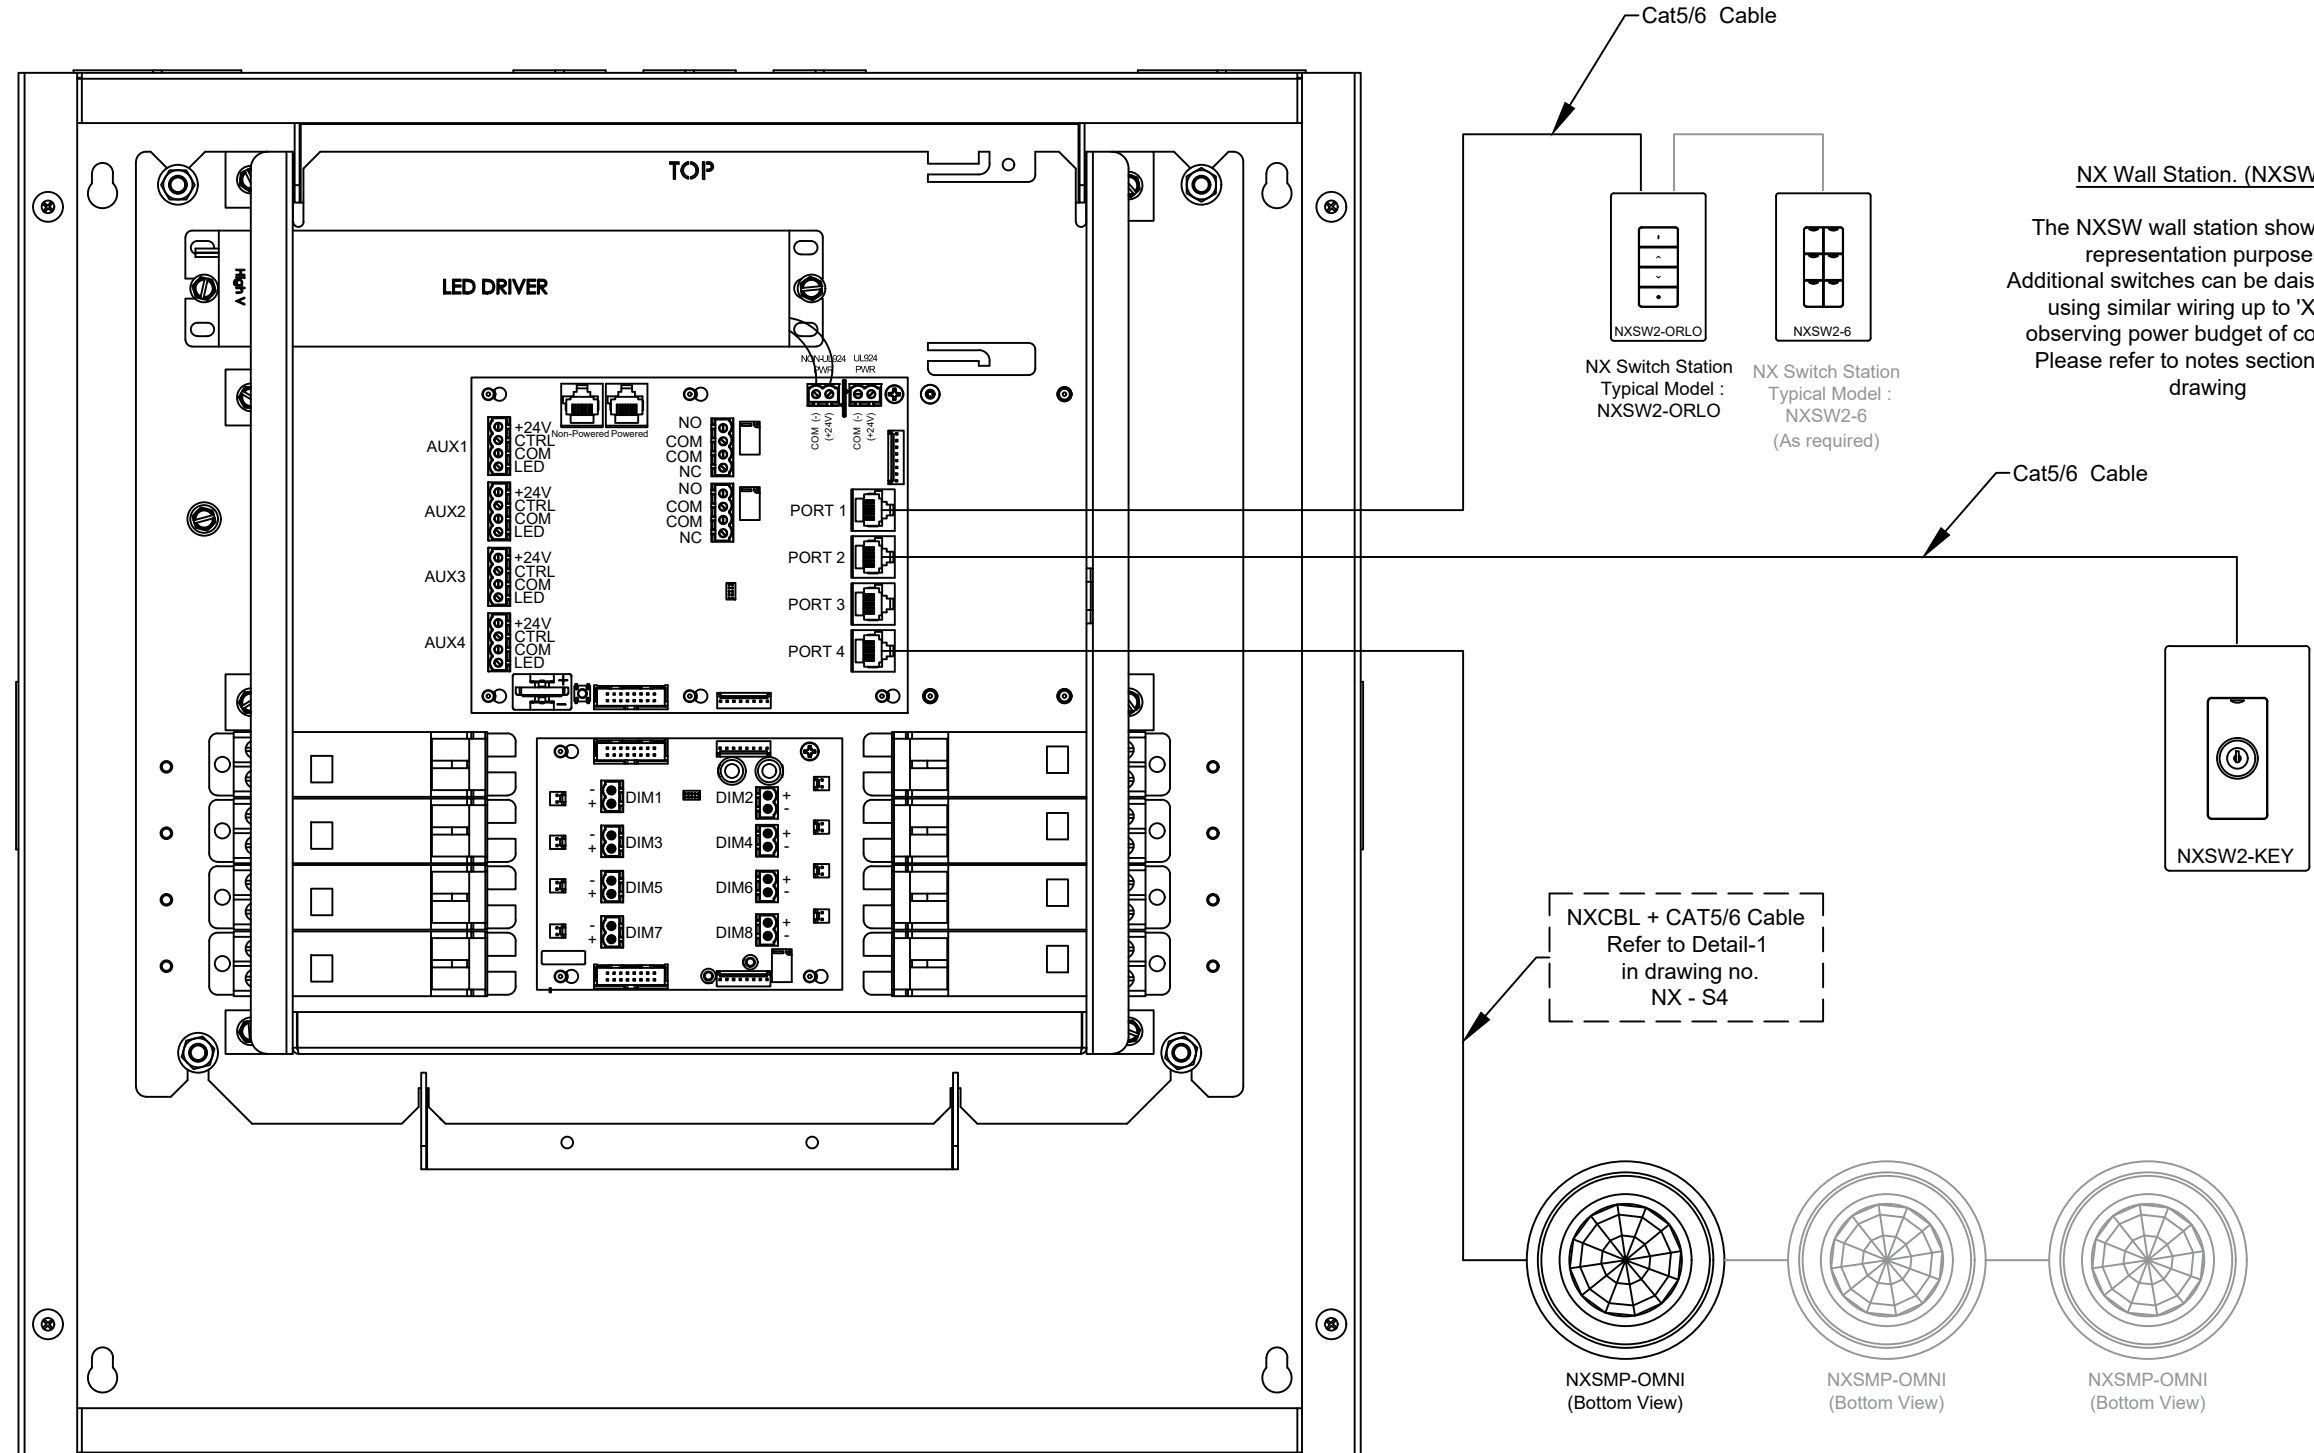 Cat5/6 Cable
TOP
NX Wall Station. (NXSW
The NXSW wall station show
representation purpose
Additional switches can be dais
using similar wiring up to 'X
observing power budget of co
Please refer to notes section
drawing
High V
LED DRIVER
NXSW2-ORLO
NXSW2-6
NX Switch Station
Typical Model :
NXSW2-ORLO
NX Switch Station
Typical Model :
NXSW2-6
(As required)
NON-UL924
PWR
UL924
PWR
COM (-)
(+24V)
COM (-)
(+24V)
Non-Powered Powered
AUX1
+24V
CTRL
COM
LED
NO
COM
COM
NC
AUX2
+24V
CTRL
COM
LED
NO
COM
COM
NC
AUX3
+24V
CTRL
COM
LED
AUX4
+24V
CTRL
COM
LED
+
-
PORT 1
PORT 2
PORT 3
PORT 4
Cat5/6 Cable
NXSW2-KEY
- + DIM1
DIM2 + -
- + DIM3
DIM4 + -
- + DIM5
DIM6 + -
- + DIM7
DIM8 + -
NXCBL + CAT5/6 Cable
Refer to Detail-1
in drawing no.
NX - S4
NXSMP-OMNI
(Bottom View)
NXSMP-OMNI
(Bottom View)
NXSMP-OMNI
(Bottom View)